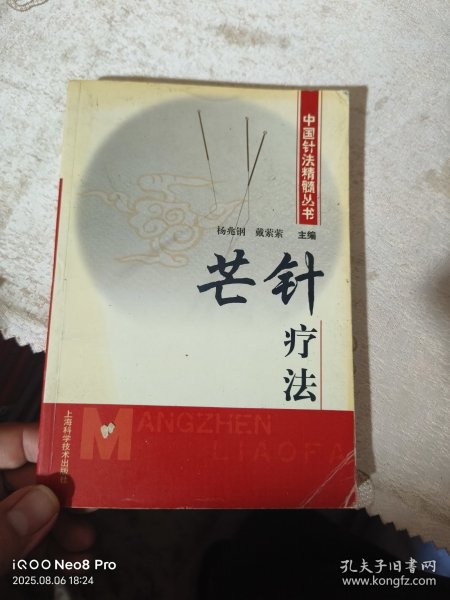 中国针法精髓丛书
杨兆钢 戴萦萦 主编
芒针
疗法
MANGZHEN
LIAOFA
上海科学技术出版社
iQOO Neo8 Pro
2025.08.06 18:24
孔夫子旧书网
www.kongfz.com